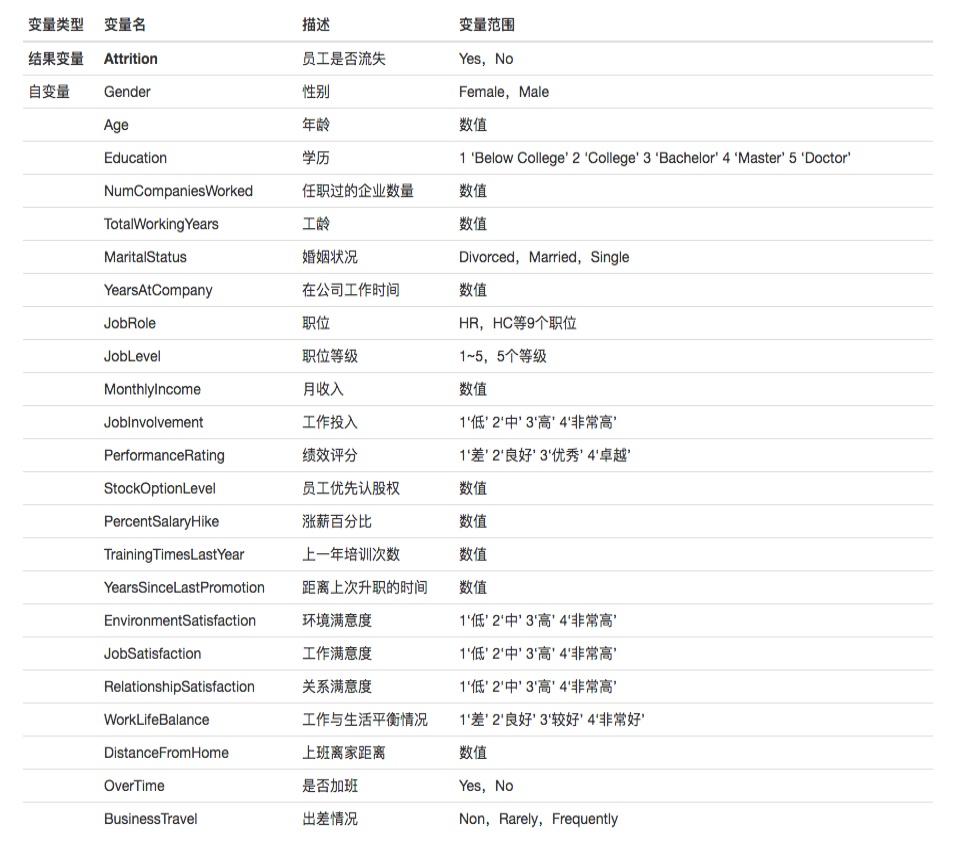 变量类型 变量名 描述 变量范围
结果变量 Attrition 员工是否流失 Yes，No
自变量 Gender 性别 Female，Male
Age 年龄 数值
Education 学历 1 ‘Below College’ 2 ‘College’ 3 ‘Bachelor’ 4 ‘Master’ 5 ‘Doctor’
NumCompaniesWorked 任职过的企业数量 数值
TotalWorkingYears 工龄 数值
MaritalStatus 婚姻状况 Divorced，Married，Single
YearsAtCompany 在公司工作时间 数值
JobRole 职位 HR，HC等9个职位
JobLevel 职位等级 1~5，5个等级
MonthlyIncome 月收入 数值
JobInvolvement 工作投入 1‘低’ 2‘中’ 3‘高’ 4‘非常高’
PerformanceRating 绩效评分 1‘差’ 2‘良好’ 3‘优秀’ 4‘卓越’
StockOptionLevel 员工优先认股权 数值
PercentSalaryHike 涨薪百分比 数值
TrainingTimesLastYear 上一年培训次数 数值
YearsSinceLastPromotion 距离上次升职的时间 数值
EnvironmentSatisfaction 环境满意度 1‘低’ 2‘中’ 3‘高’ 4‘非常高’
JobSatisfaction 工作满意度 1‘低’ 2‘中’ 3‘高’ 4‘非常高’
RelationshipSatisfaction 关系满意度 1‘低’ 2‘中’ 3‘高’ 4‘非常高’
WorkLifeBalance 工作与生活平衡情况 1‘差’ 2‘良好’ 3‘较好’ 4‘非常好’
DistanceFromHome 上班离家距离 数值
OverTime 是否加班 Yes，No
BusinessTravel 出差情况 Non，Rarely，Frequently